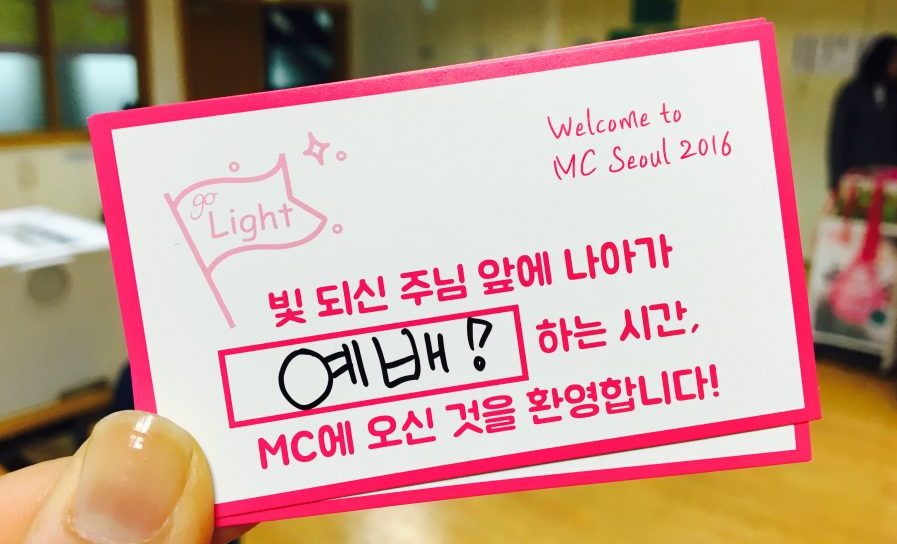 Welcome to
MC Seoul 2016
go
Light
빛 되신 주님 앞에 나아가
예배! 하는 시간,
MC에 오신 것을 환영합니다!